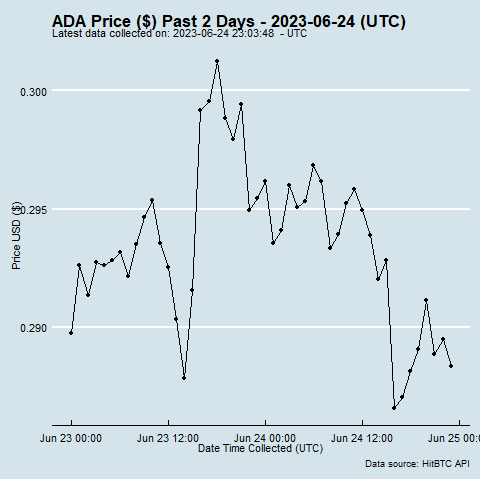 ADA Price ($) Past 2 Days - 2023-06-24 (UTC)
Latest data collected on: 2023-06-24 23:03:48  - UTC
0.300
0.295
0.290
Price USD ($)
Jun 23 00:00
Jun 23 12:00
Jun 24 00:00
Jun 24 12:00
Jun 25 00:00
Date Time Collected (UTC)
Data source: HitBTC API